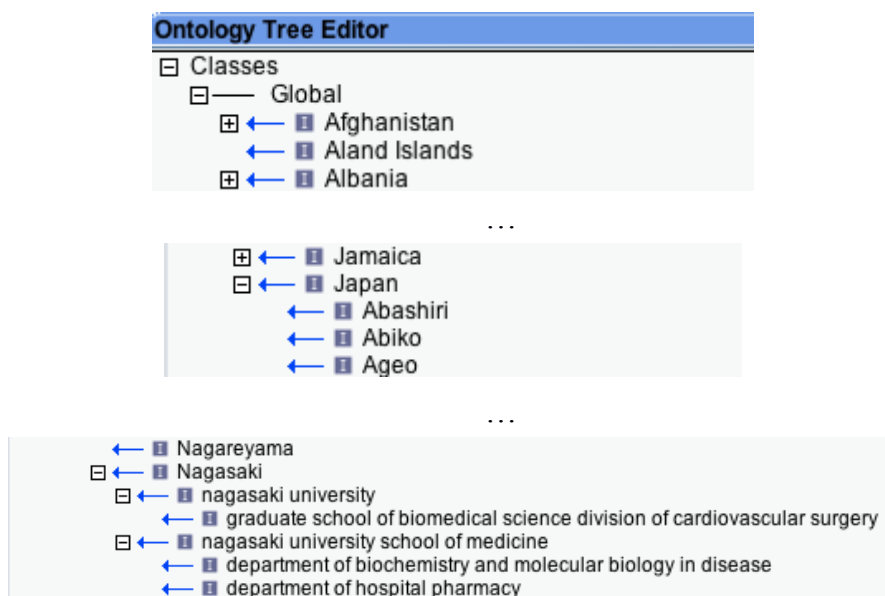 Ontology Tree Editor
Classes
Global
I Afghanistan
I Aland Islands
I Albania
...
I Jamaica
I Japan
I Abashiri
I Abiko
I Ageo
...
I Nagareyama
I Nagasaki
I nagasaki university
I graduate school of biomedical science division of cardiovascular surgery
I nagasaki university school of medicine
I department of biochemistry and molecular biology in disease
I department of hospital pharmacy